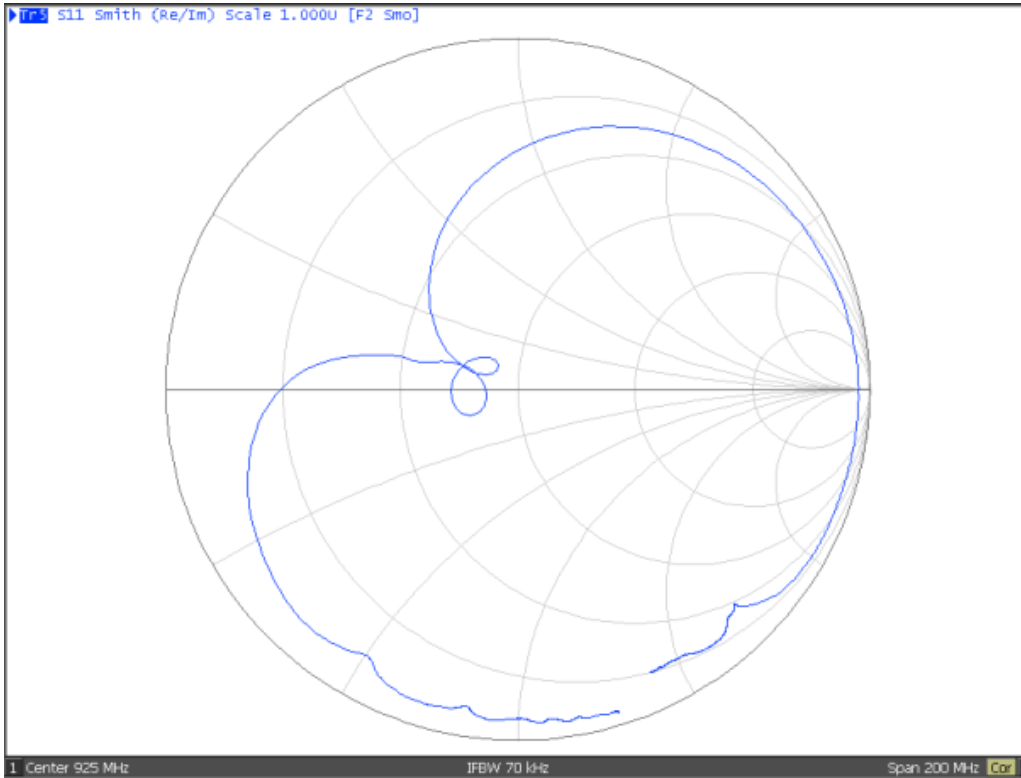 Tr3 S11 Smith (Re/Im) Scale 1.000U [F2 Smo]
1 Center 925 MHz IFBW 70 kHz Span 200 MHz Cor